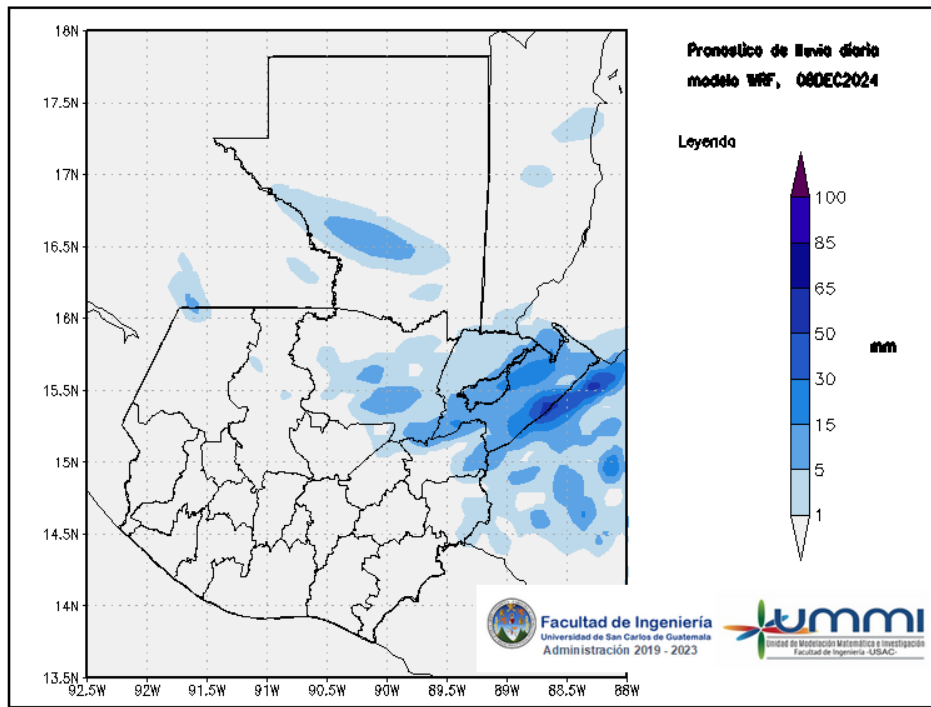 Pronostico de lluvia diaria
modelo WRF, 08DEC2024
Leyenda
100
85
65
50
30
15
5
1
mm
18N
17.5N
17N
16.5N
16N
15.5N
15N
14.5N
14N
13.5N
92.5W 92W 91.5W 91W 90.5W 90W 89.5W 89W 88.5W 88W
Facultad de Ingeniería
Universidad de San Carlos de Guatemala
Administración 2019 - 2023
UMMI
Unidad de Modelación Matemática e Investigación
Facultad de Ingeniería -USAC-